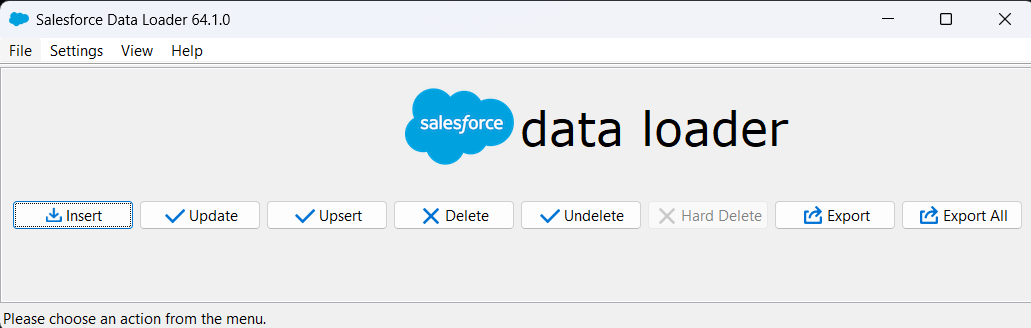 Salesforce Data Loader 64.1.0
File Settings View Help
salesforce data loader
Insert Update Upsert Delete Undelete Hard Delete Export Export All
Please choose an action from the menu.